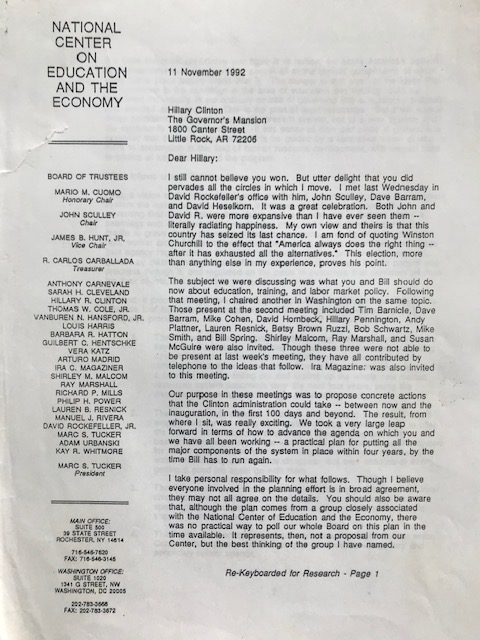 NATIONAL
CENTER
ON
EDUCATION
AND THE
ECONOMY
BOARD OF TRUSTEES
MARIO M. CUOMO
Honorary Chair
JOHN SCULLEY
Chair
JAMES B. HUNT, JR.
Vice Chair
R. CARLOS CARBALLADA
Treasurer
ANTHONY CARNEVALE
SARAH H. CLEVELAND
HILLARY R. CLINTON
THOMAS W. COLE, JR.
VANBUREN N. HANSFORD, JR.
LOUIS HARRIS
BARBARA R. HATTON
GUILBERT C. HENTSCHKE
VERA KATZ
ARTURO MADRID
IRA C. MAGAZINER
SHIRLEY M. MALCOM
RAY MARSHALL
RICHARD P. MILLS
PHILIP H. POWER
LAUREN B. RESNICK
MANUEL J. RIVERA
DAVID ROCKEFELLER, JR.
MARC S. TUCKER
ADAM URBANSKI
KAY R. WHITMORE
MARC S. TUCKER
President
MAIN OFFICE:
SUITE 500
39 STATE STREET
ROCHESTER, NY 14614
716-546-7620
FAX: 716-546-3145
WASHINGTON OFFICE:
SUITE 1020
1341 G STREET, NW
WASHINGTON, DC 20005
202-783-3668
FAX: 202-783-3672
11 November 1992
Hillary Clinton
The Governor's Mansion
1800 Canter Street
Little Rock, AR 72206
Dear Hillary:
I still cannot believe you won. But utter delight that you did
pervades all the circles in which I move. I met last Wednesday in
David Rockefeller's office with him, John Sculley, Dave Barram,
and David Heselkorn. It was a great celebration. Both John and
David R. were more expansive than I have ever seen them --
literally radiating happiness. My own view and theirs is that this
country has seized its last chance. I am fond of quoting Winston
Churchill to the effect that "America always does the right thing --
after it has exhausted all the alternatives." This election, more
than anything else in my experience, proves his point.
The subject we were discussing was what you and Bill should do
now about education, training, and labor market policy. Following
that meeting, I chaired another in Washington on the same topic.
Those present at the second meeting included Tim Barnicle, Dave
Barram, Mike Cohen, David Hornbeck, Hillary Pennington, Andy
Plattner, Lauren Resnick, Betsy Brown Ruzzi, Bob Schwartz, Mike
Smith, and Bill Spring. Shirley Malcom, Ray Marshall, and Susan
McGuire were also invited. Though these three were not able to
be present at last week's meeting, they have all contributed by
telephone to the ideas that follow. Ira Magaziner was also invited
to this meeting.
Our purpose in these meetings was to propose concrete actions
that the Clinton administration could take -- between now and the
inauguration, in the first 100 days and beyond. The result, from
where I sit, was really exciting. We took a very large leap
forward in terms of how to advance the agenda on which you and
we have all been working -- a practical plan for putting all the
major components of the system in place within four years, by the
time Bill has to run again.
I take personal responsibility for what follows. Though I believe
everyone involved in the planning effort is in broad agreement,
they may not all agree on the details. You should also be aware
that, although the plan comes from a group closely associated
with the National Center of Education and the Economy, there
was no practical way to poll our whole Board on this plan in the
time available. It represents, then, not a proposal from our
Center, but the best thinking of the group I have named.
Re-Keyboarded for Research - Page 1